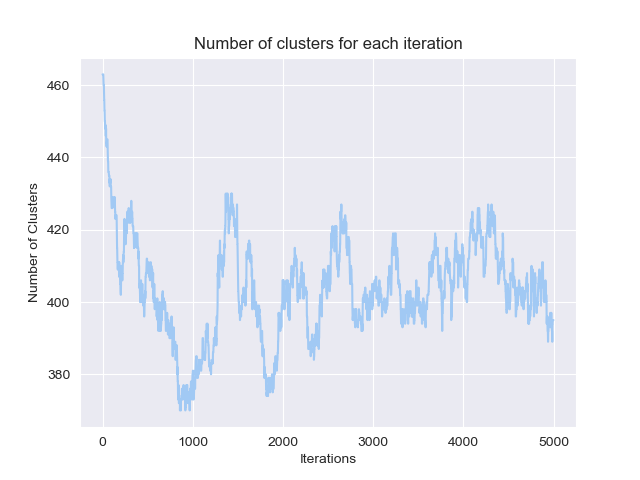 Number of clusters for each iteration
460
440
420
400
380
Number of Clusters
0 1000 2000 3000 4000 5000
Iterations